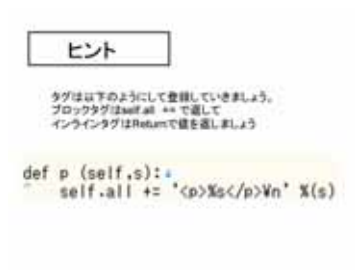 ヒント
タグは以下のようにして登録していきましょう。
ブロックタグはself.all += で返して
インラインタグはReturnで値を返しましょう
def p (self,s):
self.all += '<p>%s</p>¥n' %(s)